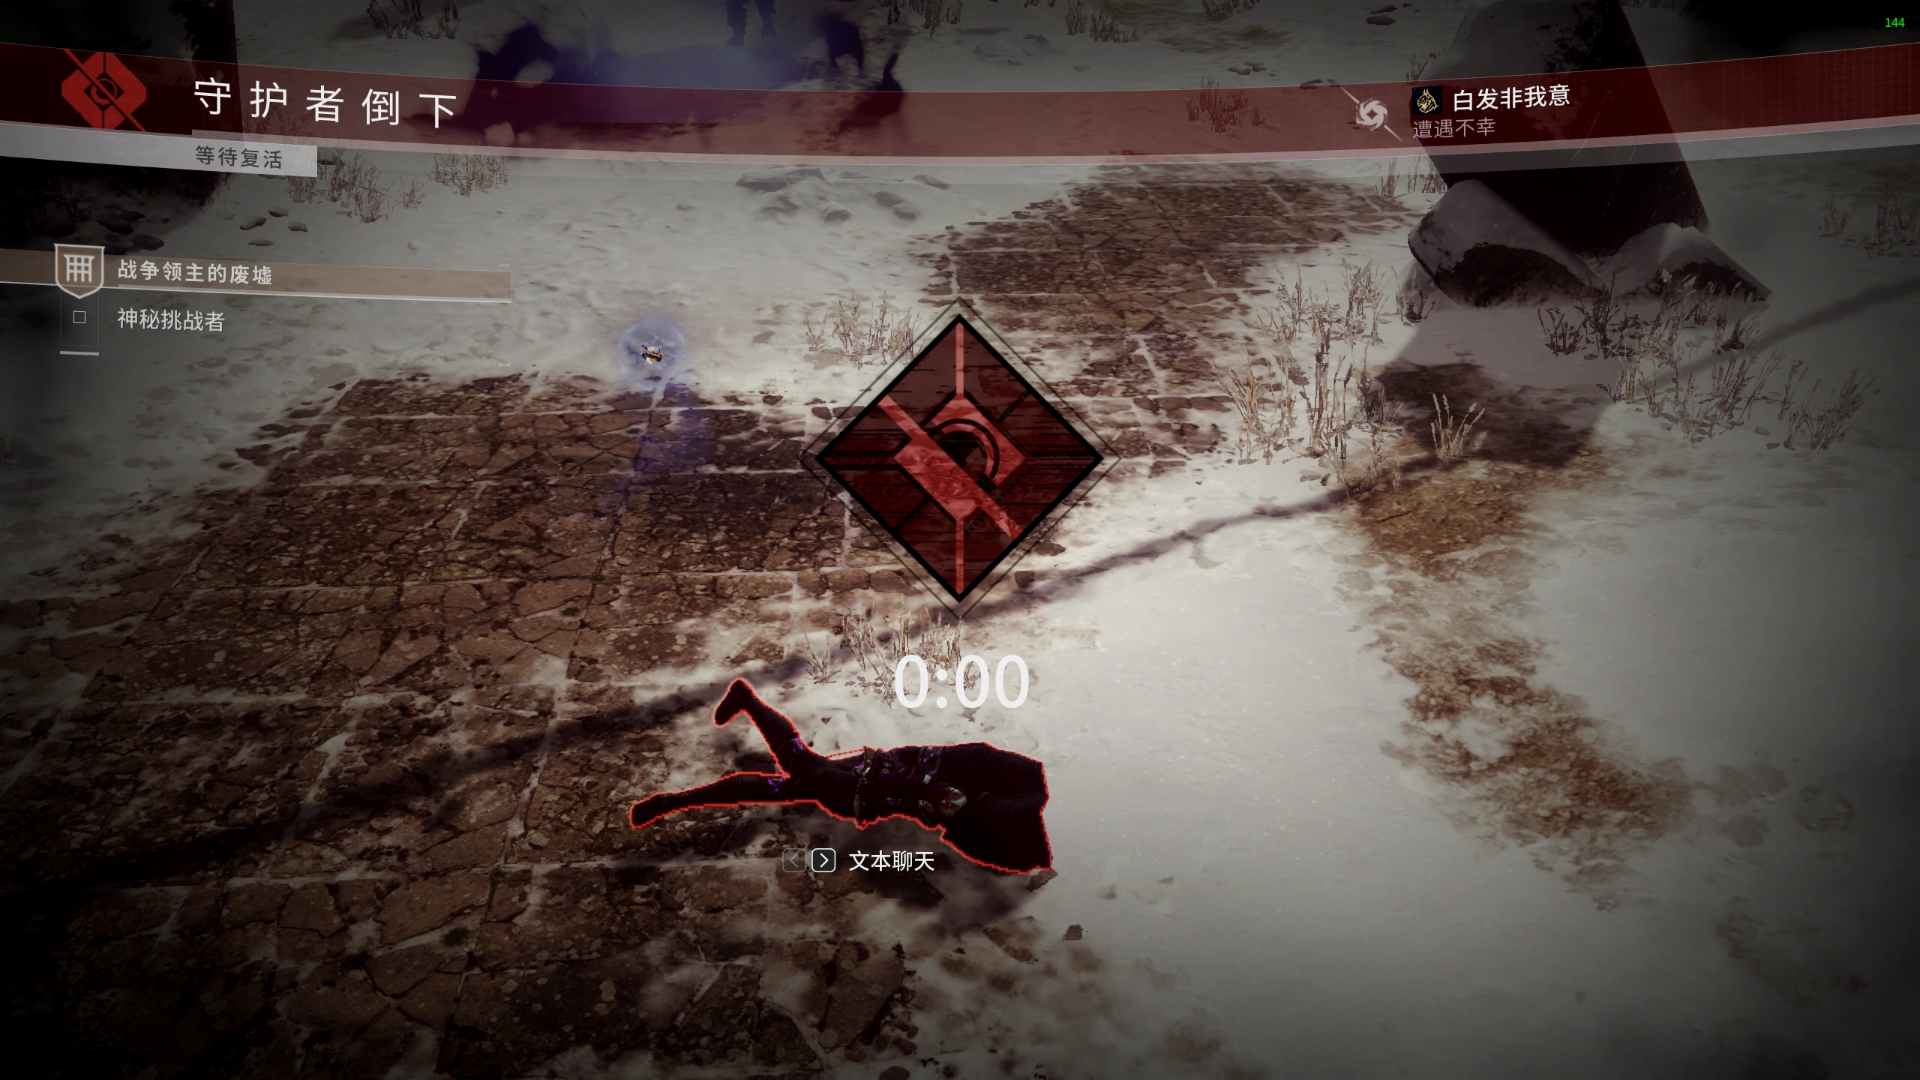 144
守护者倒下
白发非我意
遭遇不幸
等待复活
战争领主的废墟
神秘挑战者
0:00
文本聊天